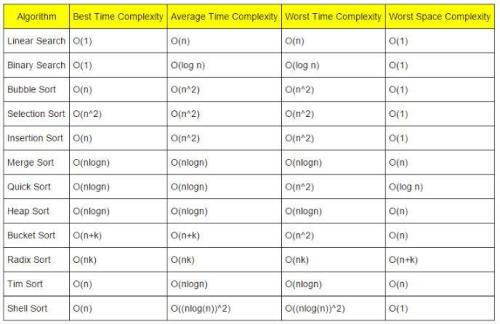 Algorithm Best Time Complexity Average Time Complexity Worst Time Complexity Worst Space Complexity
Linear Search O(1) O(n) O(n) O(1)
Binary Search O(1) O(log n) O(log n) O(1)
Bubble Sort O(n) O(n^2) O(n^2) O(1)
Selection Sort O(n^2) O(n^2) O(n^2) O(1)
Insertion Sort O(n) O(n^2) O(n^2) O(1)
Merge Sort O(nlogn) O(nlogn) O(nlogn) O(n)
Quick Sort O(nlogn) O(nlogn) O(n^2) O(log n)
Heap Sort O(nlogn) O(nlogn) O(nlogn) O(n)
Bucket Sort O(n+k) O(n+k) O(n^2) O(n)
Radix Sort O(nk) O(nk) O(nk) O(n+k)
Tim Sort O(n) O(nlogn) O(nlogn) O(n)
Shell Sort O(n) O((nlog(n))^2) O((nlog(n))^2) O(1)